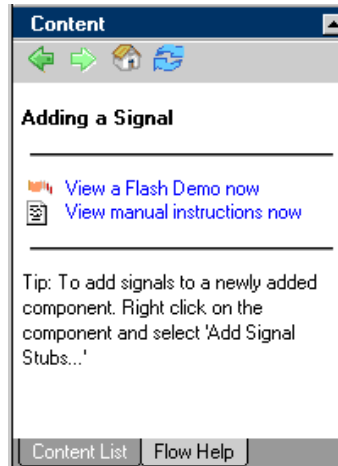 Content
Adding a Signal
View a Flash Demo now
View manual instructions now
Tip: To add signals to a newly added
component. Right click on the
component and select 'Add Signal
Stubs...'
Content List
Flow Help